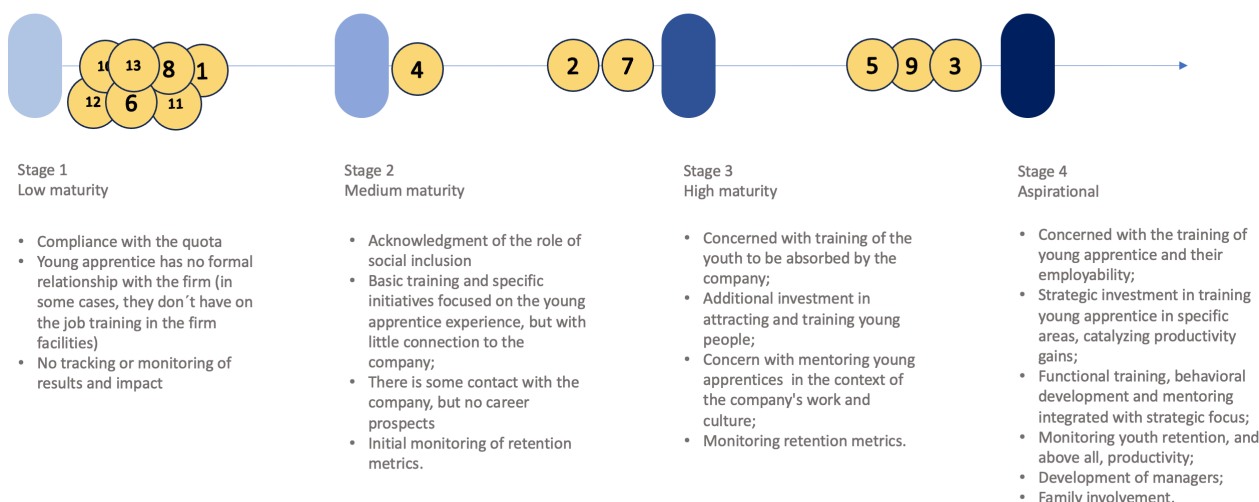 10
13
8
1
12
6
11
4
2
7
5
9
3
Stage 1
Low maturity
• Compliance with the quota
• Young apprentice has no formal
relationship with the firm (in
some cases, they don´t have on
the job training in the firm
facilities)
• No tracking or monitoring of
results and impact
Stage 2
Medium maturity
• Acknowledgment of the role of
social inclusion
• Basic training and specific
initiatives focused on the young
apprentice experience, but with
little connection to the
company;
• There is some contact with the
company, but no career
prospects
• Initial monitoring of retention
metrics.
Stage 3
High maturity
• Concerned with training of the
youth to be absorbed by the
company;
• Additional investment in
attracting and training young
people;
• Concern with mentoring young
apprentices  in the context of
the company's work and
culture;
• Monitoring retention metrics.
Stage 4
Aspirational
• Concerned with the training of
young apprentice and their
employability;
• Strategic investment in training
young apprentice in specific
areas, catalyzing productivity
gains;
• Functional training, behavioral
development and mentoring
integrated with strategic focus;
• Monitoring youth retention, and
above all, productivity;
• Development of managers;
• Family involvement.